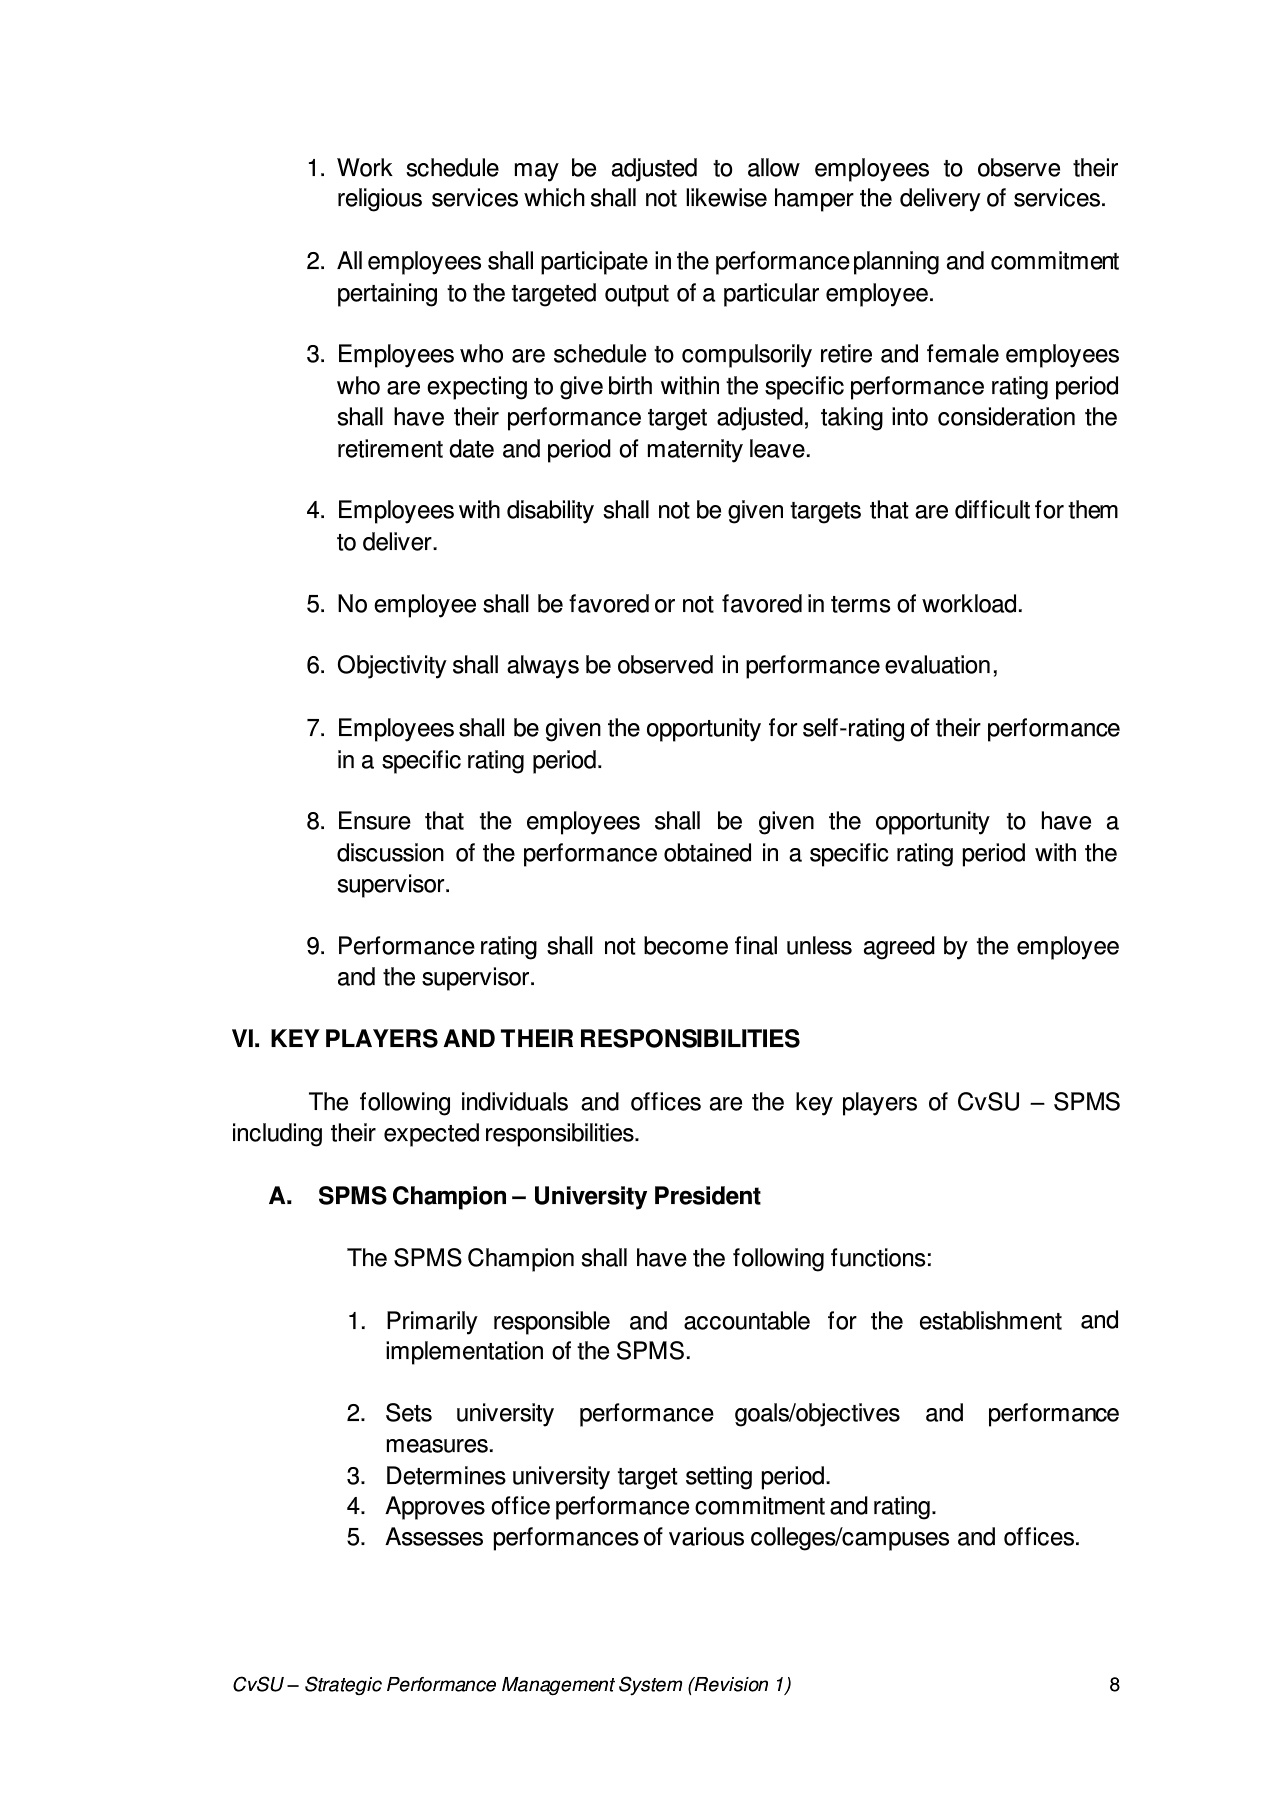 1. Work schedule may be adjusted to allow employees to observe their
religious services which shall not likewise hamper the delivery of services.
2. All employees shall participate in the performance planning and commitment
pertaining to the targeted output of a particular employee.
3. Employees who are schedule to compulsorily retire and female employees
who are expecting to give birth within the specific performance rating period
shall have their performance target adjusted, taking into consideration the
retirement date and period of maternity leave.
4. Employees with disability shall not be given targets that are difficult for them
to deliver.
5. No employee shall be favored or not favored in terms of workload.
6. Objectivity shall always be observed in performance evaluation,
7. Employees shall be given the opportunity for self-rating of their performance
in a specific rating period.
8. Ensure that the employees shall be given the opportunity to have a
discussion of the performance obtained in a specific rating period with the
supervisor.
9. Performance rating shall not become final unless agreed by the employee
and the supervisor.
VI. KEY PLAYERS AND THEIR RESPONSIBILITIES
The following individuals and offices are the key players of CvSU – SPMS
including their expected responsibilities.
A. SPMS Champion – University President
The SPMS Champion shall have the following functions:
1. Primarily responsible and accountable for the establishment and
implementation of the SPMS.
2. Sets university performance goals/objectives and performance
measures.
3. Determines university target setting period.
4. Approves office performance commitment and rating.
5. Assesses performances of various colleges/campuses and offices.
CvSU – Strategic Performance Management System (Revision 1) 8